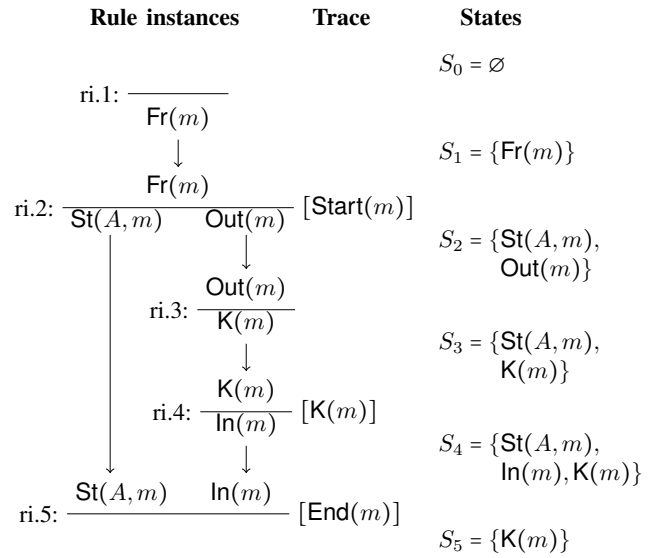 Rule instances Trace States
S₀ = ∅
ri.1:
Fr(m)
S₁ = {Fr(m)}
Fr(m)
ri.2: [Start(m)]
St(A, m) Out(m)
S₂ = {St(A, m),
Out(m)}
Out(m)
ri.3:
K(m)
S₃ = {St(A, m),
K(m)}
K(m)
ri.4: [K(m)]
In(m)
S₄ = {St(A, m),
In(m), K(m)}
St(A, m) In(m)
ri.5: [End(m)]
S₅ = {K(m)}